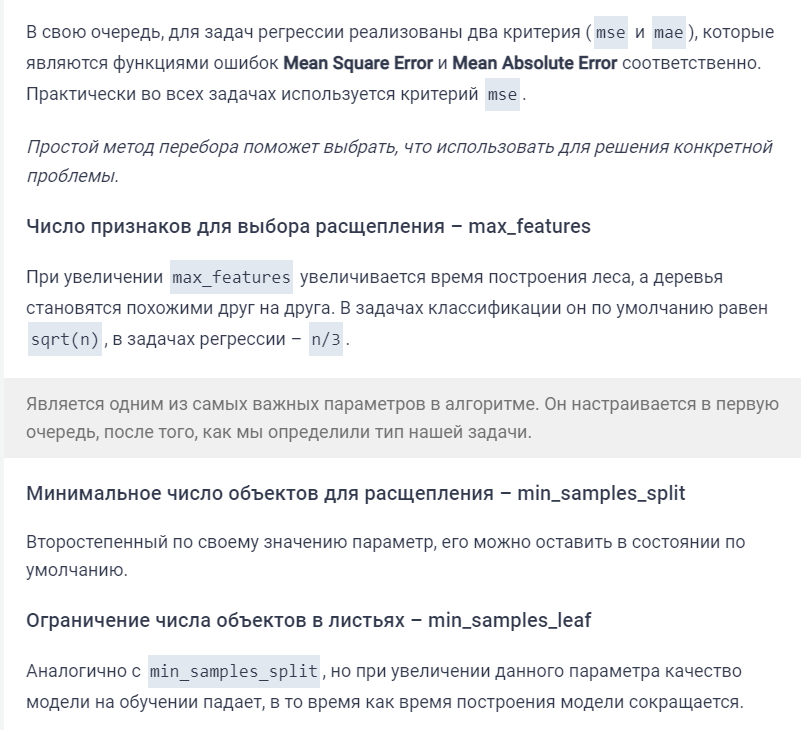 В свою очередь, для задач регрессии реализованы два критерия (mse и mae), которые
являются функциями ошибок Mean Square Error и Mean Absolute Error соответственно.
Практически во всех задачах используется критерий mse.
Простой метод перебора поможет выбрать, что использовать для решения конкретной
проблемы.
Число признаков для выбора расщепления – max_features
При увеличении max_features увеличивается время построения леса, а деревья
становятся похожими друг на друга. В задачах классификации он по умолчанию равен
sqrt(n), в задачах регрессии – n/3.
Является одним из самых важных параметров в алгоритме. Он настраивается в первую
очередь, после того, как мы определили тип нашей задачи.
Минимальное число объектов для расщепления – min_samples_split
Второстепенный по своему значению параметр, его можно оставить в состоянии по
умолчанию.
Ограничение числа объектов в листьях – min_samples_leaf
Аналогично с min_samples_split, но при увеличении данного параметра качество
модели на обучении падает, в то время как время построения модели сокращается.